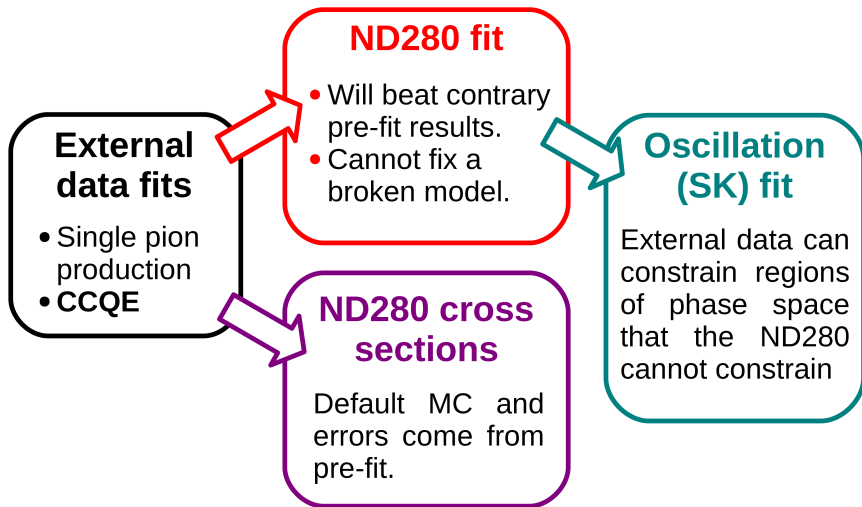 External
data fits
• Single pion
production
• CCQE
ND280 fit
• Will beat contrary
pre-fit results.
• Cannot fix a
broken model.
ND280 cross
sections
Default MC and
errors come from
pre-fit.
Oscillation
(SK) fit
External data can
constrain regions
of phase space
that the ND280
cannot constrain